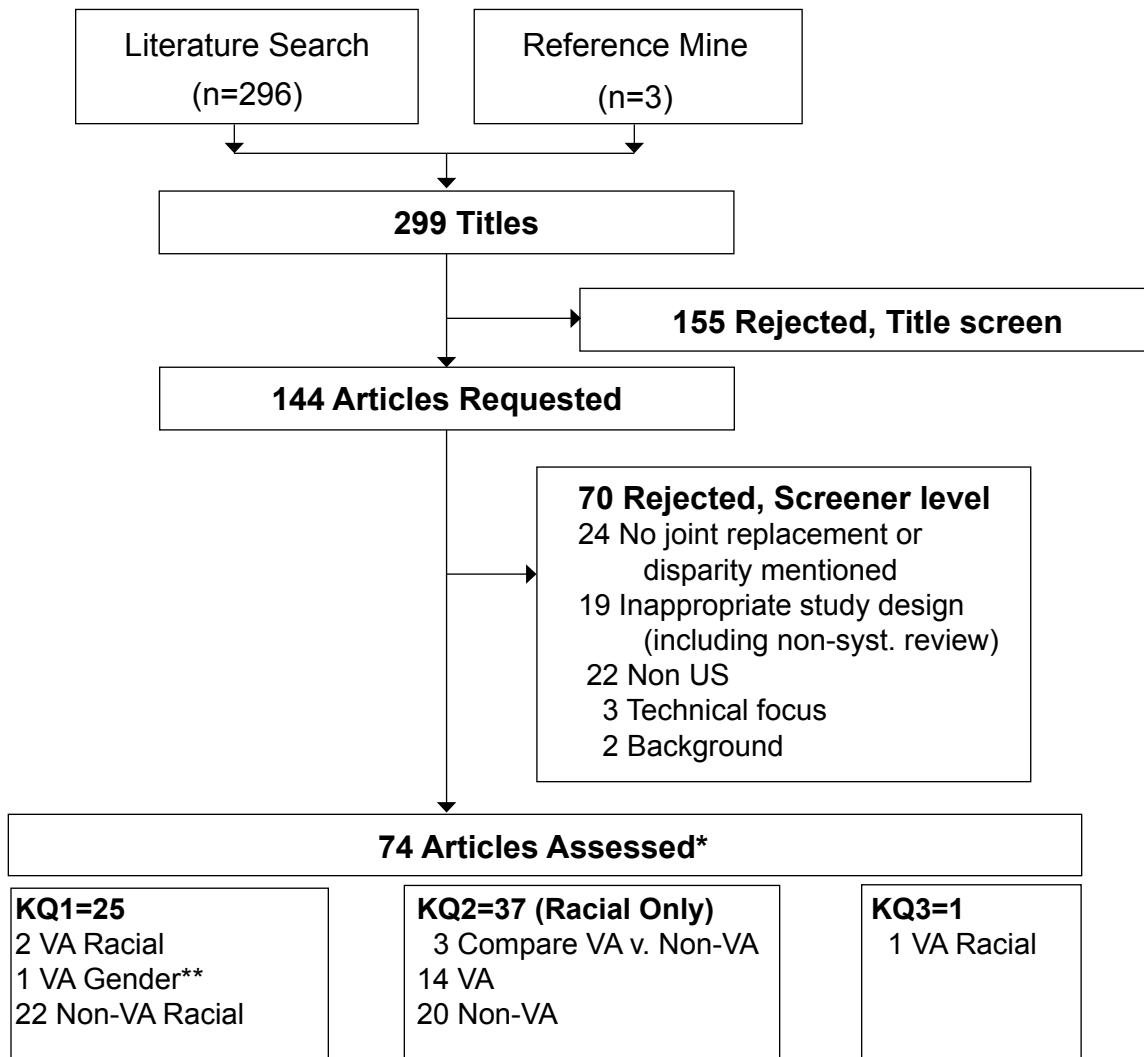 Literature Search
(n=296)
Reference Mine
(n=3)
299 Titles
155 Rejected, Title screen
144 Articles Requested
70 Rejected, Screener level
24 No joint replacement or
disparity mentioned
19 Inappropriate study design
(including non-syst. review)
22 Non US
3 Technical focus
2 Background
74 Articles Assessed*
KQ1=25
2 VA Racial
1 VA Gender**
22 Non-VA Racial
KQ2=37 (Racial Only)
3 Compare VA v. Non-VA
14 VA
20 Non-VA
KQ3=1
1 VA Racial